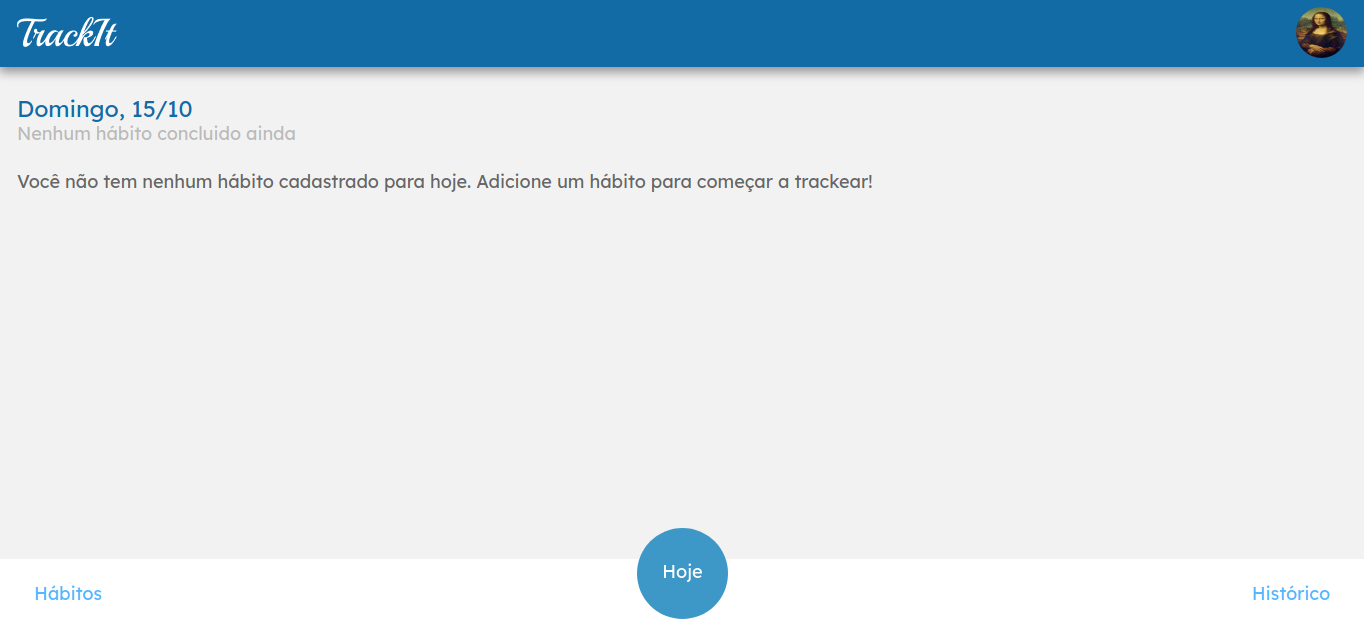 TrackIt
Domingo, 15/10
Nenhum hábito concluido ainda
Você não tem nenhum hábito cadastrado para hoje. Adicione um hábito para começar a trackear!
Hoje
Hábitos
Histórico